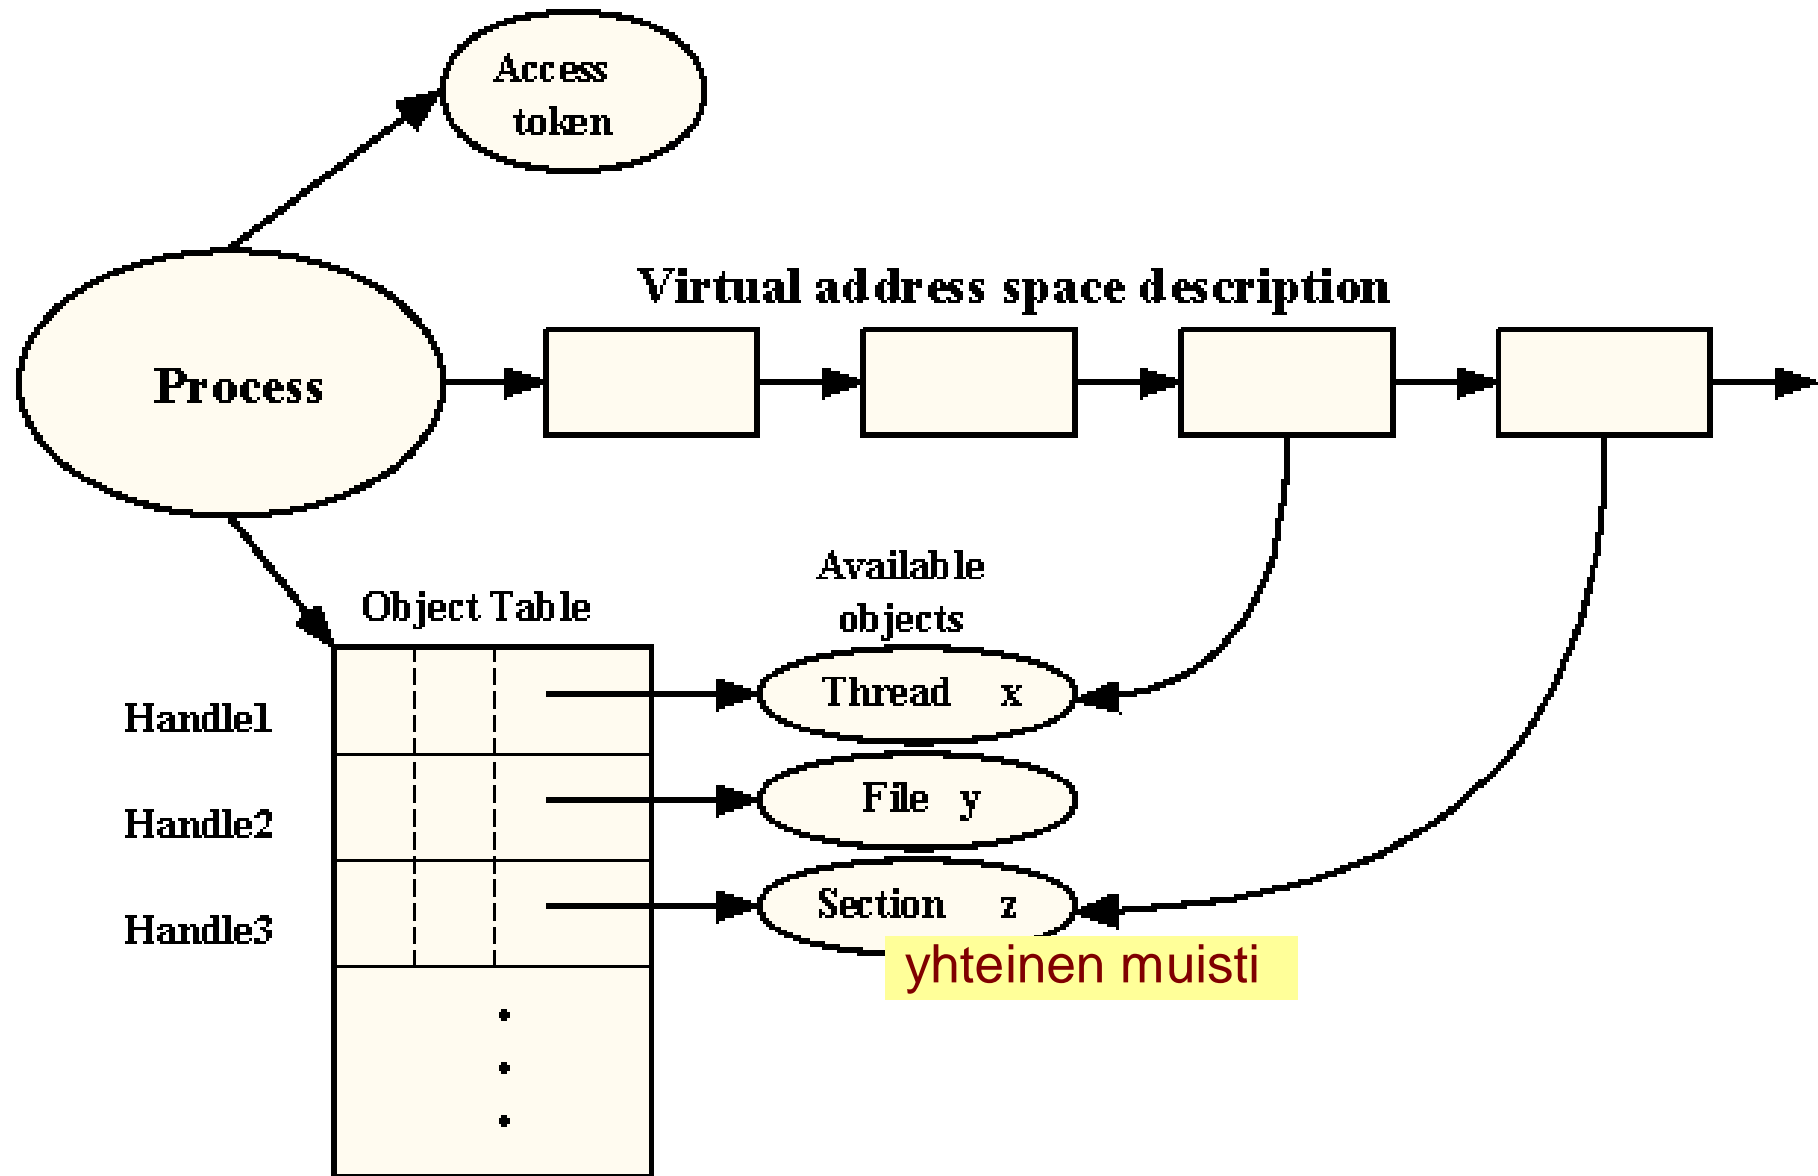 Access
token
Virtual address space description
Process
Available
objects
Object Table
Thread x
Handle1
File y
Handle2
Section z
Handle3
yhteinen muisti